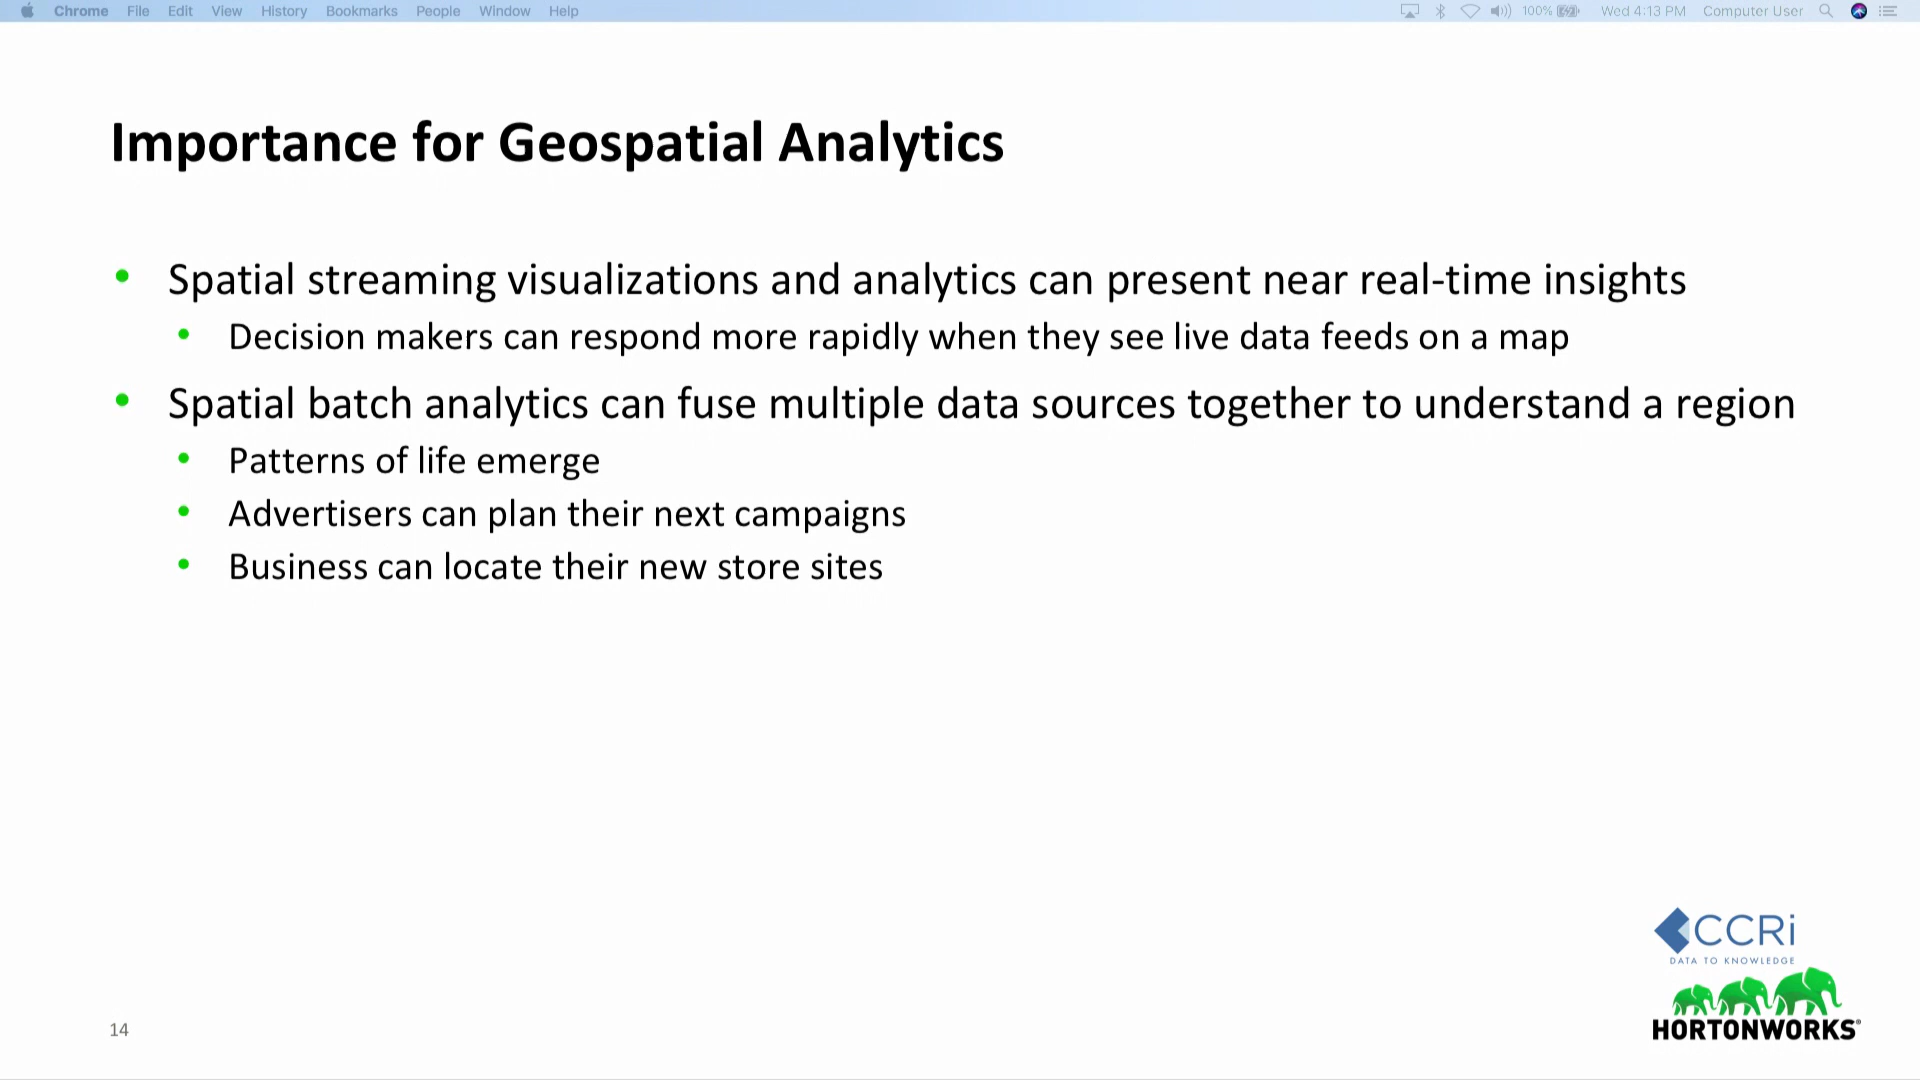 Chrome File Edit View History Bookmarks People Window Help 100% Wed 4:13 PM Computer User
Importance for Geospatial Analytics
• Spatial streaming visualizations and analytics can present near real-time insights
• Decision makers can respond more rapidly when they see live data feeds on a map
• Spatial batch analytics can fuse multiple data sources together to understand a region
• Patterns of life emerge
• Advertisers can plan their next campaigns
• Business can locate their new store sites
CCRi
DATA TO KNOWLEDGE
HORTONWORKS®
14